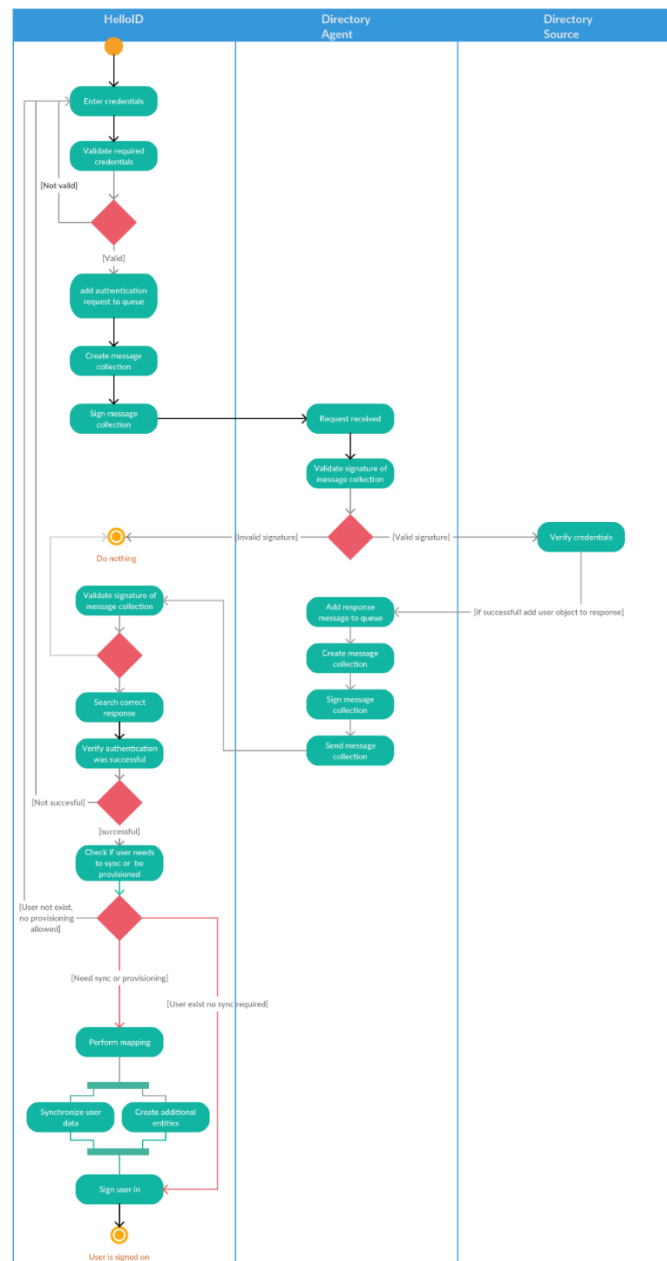 HelloID
Directory
Agent
Directory
Source
Enter credentials
Validate required
credentials
[Not valid]
[Valid]
add authentication
request to queue
Create message
collection
Sign message
collection
Request received
Validate signature of
message collection
[Invalid signature]
[Valid signature]
Verify credentials
Do nothing
Validate signature of
message collection
Add response
message to queue
[if successfull add user object to response]
Create message
collection
Search correct
response
Sign message
collection
Verify authentication
was successful
Send message
collection
[Not succesful]
[successful]
Check if user needs
to sync or be
provisioned
[User not exist,
no provisioning
allowed]
[Need sync or provisioning]
[User exist no sync required]
Perform mapping
Synchronize user
data
Create additional
entities
Sign user in
User is signed on